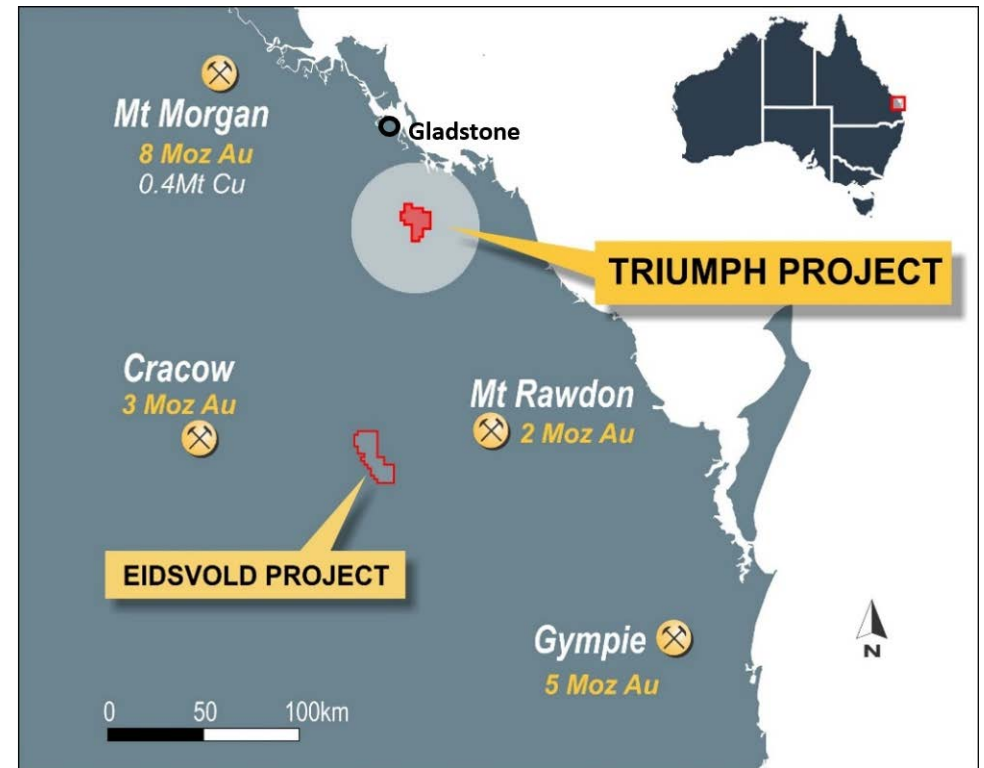 Mt Morgan
8 Moz Au
0.4Mt Cu
Gladstone
TRIUMPH PROJECT
Cracow
3 Moz Au
Mt Rawdon
2 Moz Au
EIDSVOLD PROJECT
Gympie
5 Moz Au
N
0 50 100km